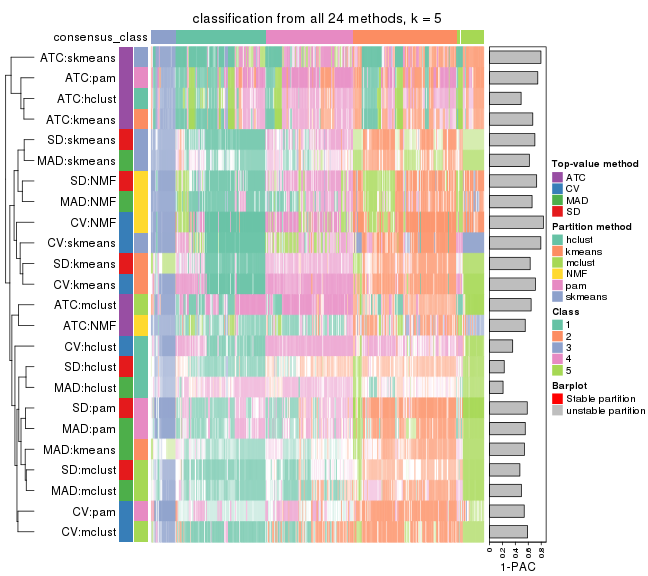 classification from all 24 methods, k = 5
consensus_class
ATC:skmeans
ATC:pam
ATC:hclust
ATC:kmeans
SD:skmeans
MAD:skmeans
SD:NMF
MAD:NMF
CV:NMF
CV:skmeans
SD:kmeans
CV:kmeans
ATC:mclust
ATC:NMF
CV:hclust
SD:hclust
MAD:hclust
SD:pam
MAD:pam
MAD:kmeans
SD:mclust
MAD:mclust
CV:pam
CV:mclust
0
0.2
0.4
0.6
0.8
1-PAC
Top-value method
ATC
CV
MAD
SD
Partition method
hclust
kmeans
mclust
NMF
pam
skmeans
Class
1
2
3
4
5
Barplot
Stable partition
unstable partition